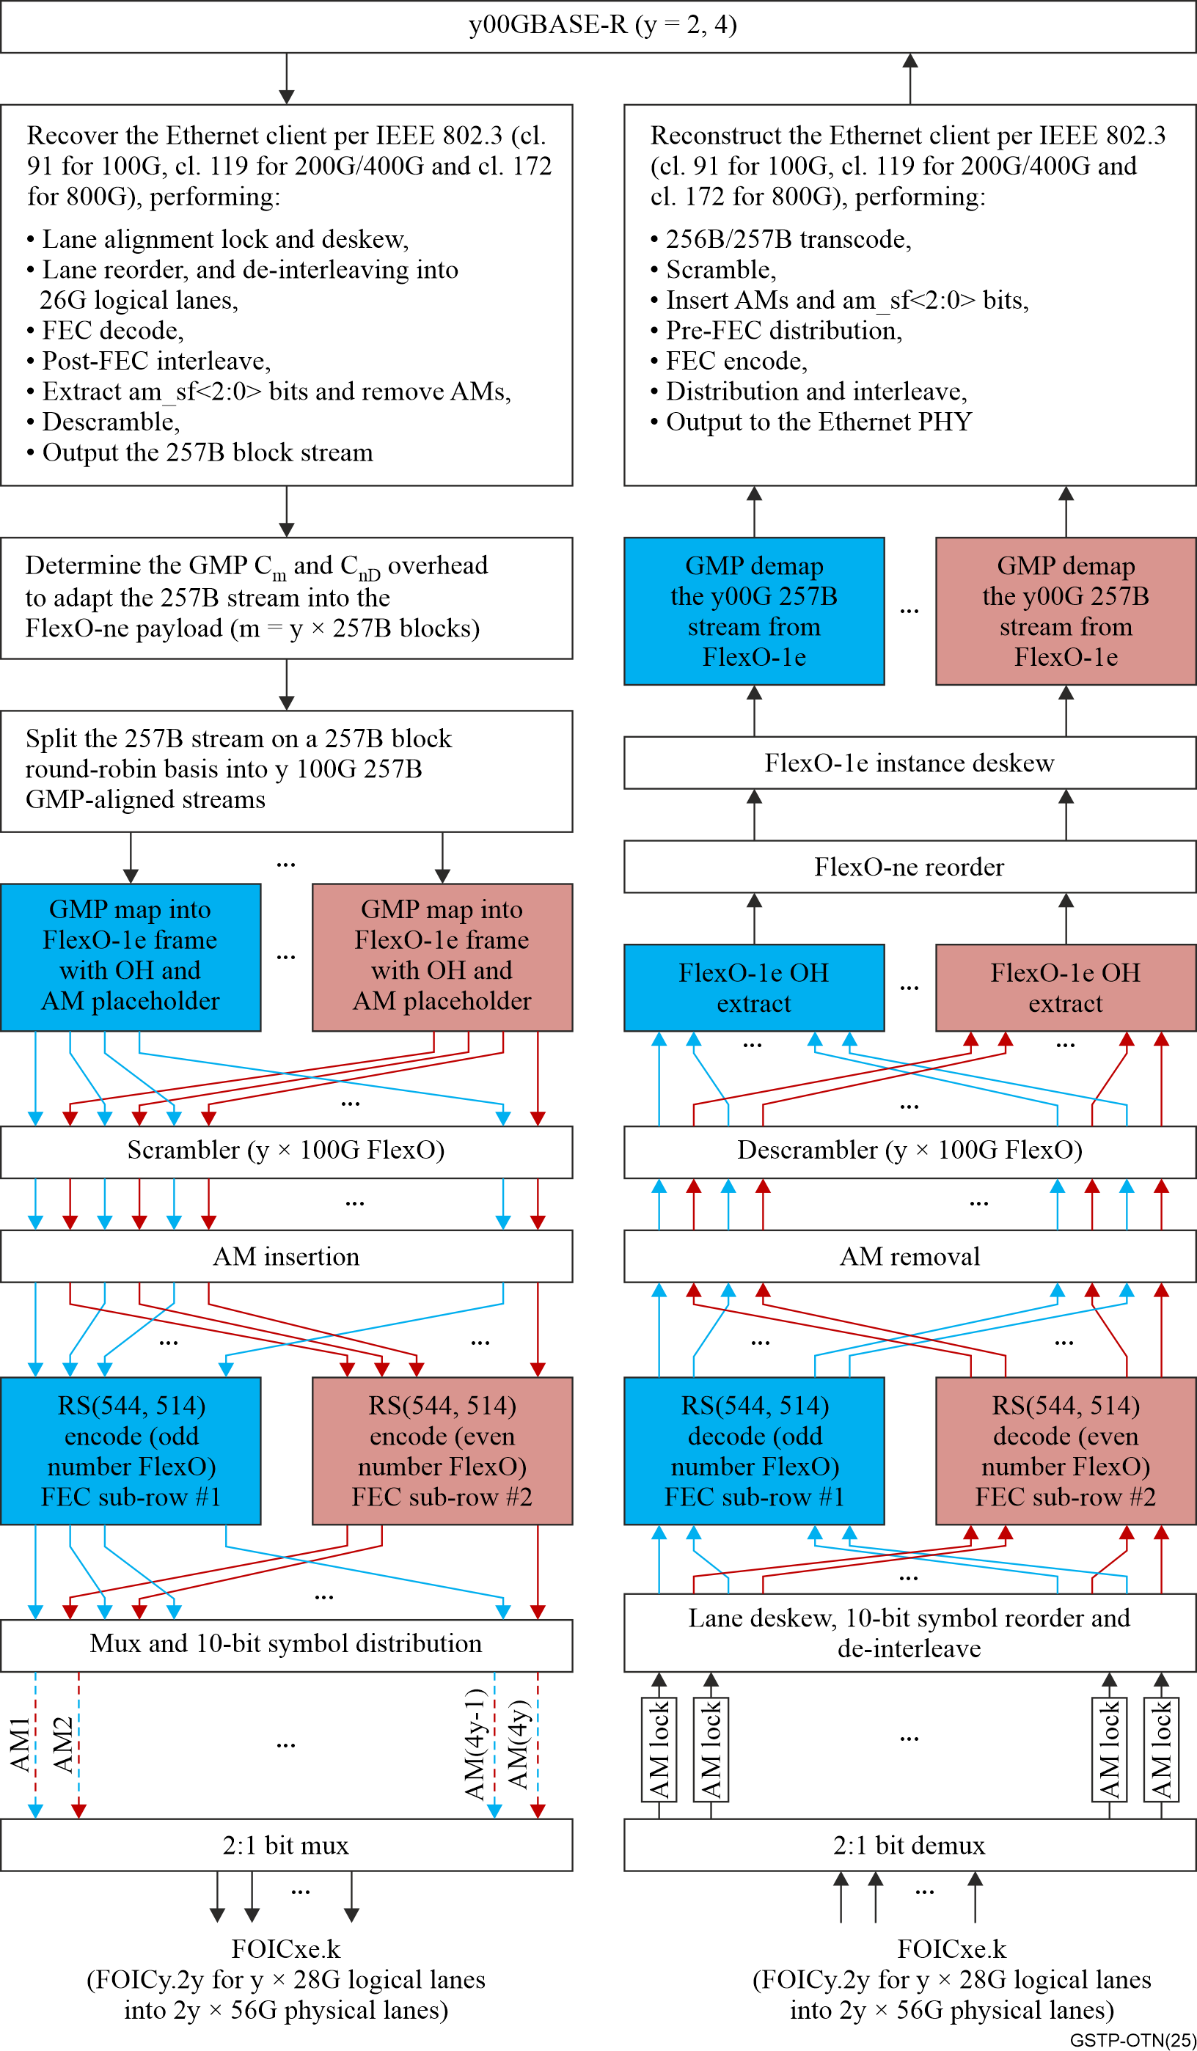 y00GBASE-R (y = 2, 4)
Recover the Ethernet client per IEEE 802.3 (cl.
91 for 100G, cl. 119 for 200G/400G and cl. 172
for 800G), performing:
• Lane alignment lock and deskew,
• Lane reorder, and de-interleaving into
26G logical lanes,
• FEC decode,
• Post-FEC interleave,
• Extract am_sf<2:0> bits and remove AMs,
• Descramble,
• Output the 257B block stream
Determine the GMP Cm and CnD overhead
to adapt the 257B stream into the
FlexO-ne payload (m = y × 257B blocks)
Split the 257B stream on a 257B block
round-robin basis into y 100G 257B
GMP-aligned streams
...
GMP map into
FlexO-1e frame
with OH and
AM placeholder
...
GMP map into
FlexO-1e frame
with OH and
AM placeholder
...
Scrambler (y × 100G FlexO)
...
AM insertion
...
...
RS(544, 514)
encode (odd
number FlexO)
FEC sub-row #1
RS(544, 514)
encode (even
number FlexO)
FEC sub-row #2
...
Mux and 10-bit symbol distribution
AM1
AM2
...
AM(4y-1)
AM(4y)
2:1 bit mux
...
FOICxe.k
(FOICy.2y for y × 28G logical lanes
into 2y × 56G physical lanes)
Reconstruct the Ethernet client per IEEE 802.3
(cl. 91 for 100G, cl. 119 for 200G/400G and
cl. 172 for 800G), performing:
• 256B/257B transcode,
• Scramble,
• Insert AMs and am_sf<2:0> bits,
• Pre-FEC distribution,
• FEC encode,
• Distribution and interleave,
• Output to the Ethernet PHY
GMP demap
the y00G 257B
stream from
FlexO-1e
...
GMP demap
the y00G 257B
stream from
FlexO-1e
FlexO-1e instance deskew
FlexO-ne reorder
FlexO-1e OH
extract
...
FlexO-1e OH
extract
...
...
...
Descrambler (y × 100G FlexO)
...
AM removal
...
...
RS(544, 514)
decode (odd
number FlexO)
FEC sub-row #1
RS(544, 514)
decode (even
number FlexO)
FEC sub-row #2
...
Lane deskew, 10-bit symbol reorder and
de-interleave
AM lock
AM lock
...
AM lock
AM lock
2:1 bit demux
...
FOICxe.k
(FOICy.2y for y × 28G logical lanes
into 2y × 56G physical lanes)
GSTP-OTN(25)